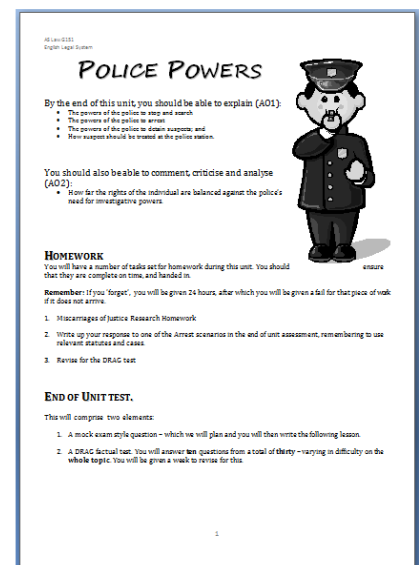 AS Law G151
English Legal System
POLICE POWERS
By the end of this unit, you should be able to explain (AO1):
• The powers of the police to stop and search
• The powers of the police to arrest
• The powers of the police to detain suspects; and
• How suspect should be treated at the police station.
You should also be able to comment, criticise and analyse
(AO2):
• How far the rights of the individual are balanced against the police's
need for investigative powers.
HOMEWORK
You will have a number of tasks set for homework during this unit. You should ensure
that they are complete on time, and handed in.
Remember: If you 'forget', you will be given 24 hours, after which you will be given a fail for that piece of work
if it does not arrive.
1. Miscarriages of Justice Research Homework
2. Write up your response to one of the Arrest scenarios in the end of unit assessment, remembering to use
relevant statutes and cases.
3. Revise for the DRAG test
END OF UNIT TEST.
This will comprise two elements:
1. A mock exam style question – which we will plan and you will then write the following lesson.
2. A DRAG factual test. You will answer ten questions from a total of thirty – varying in difficulty on the
whole topic. You will be given a week to revise for this.
1